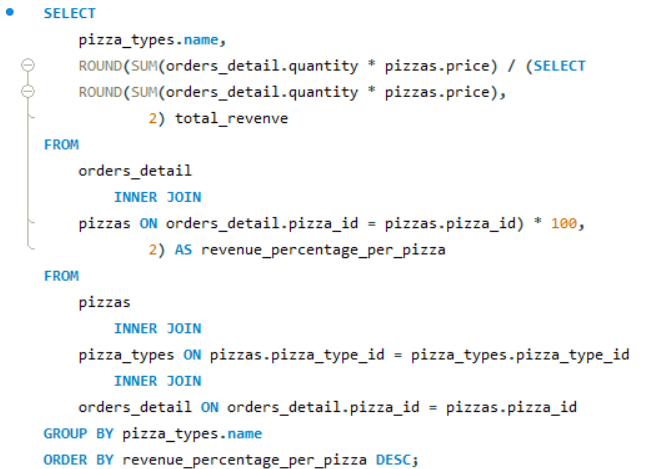 SELECT
pizza_types.name,
ROUND(SUM(orders_detail.quantity * pizzas.price) / (SELECT
ROUND(SUM(orders_detail.quantity * pizzas.price),
2) total_revenve
FROM
orders_detail
INNER JOIN
pizzas ON orders_detail.pizza_id = pizzas.pizza_id) * 100,
2) AS revenue_percentage_per_pizza
FROM
pizzas
INNER JOIN
pizza_types ON pizzas.pizza_type_id = pizza_types.pizza_type_id
INNER JOIN
orders_detail ON orders_detail.pizza_id = pizzas.pizza_id
GROUP BY pizza_types.name
ORDER BY revenue_percentage_per_pizza DESC;